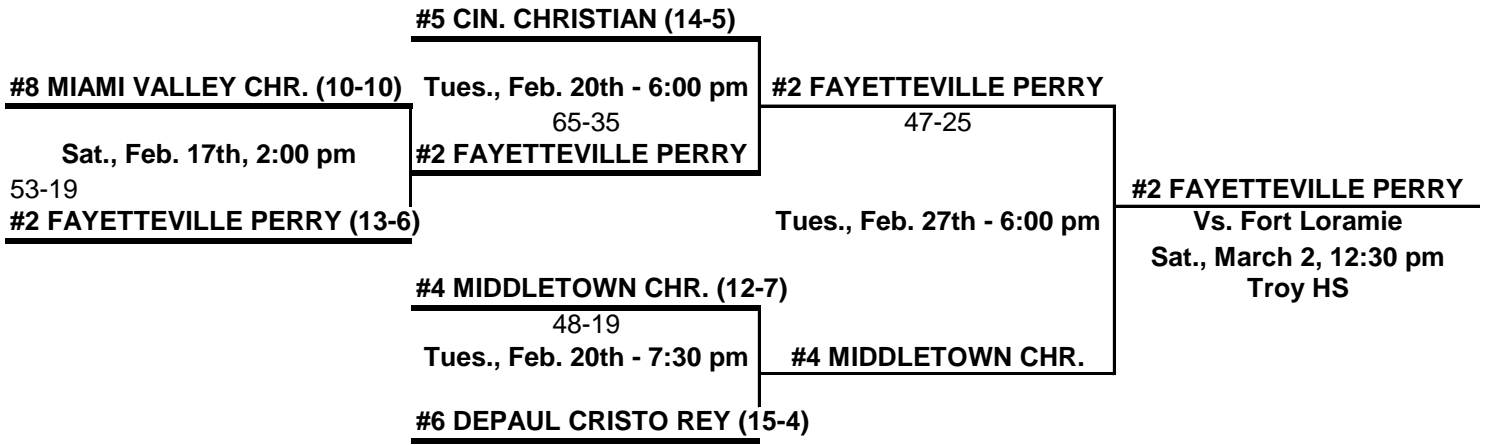 #5 CIN. CHRISTIAN (14-5)
#8 MIAMI VALLEY CHR. (10-10)
Tues., Feb. 20th - 6:00 pm
#2 FAYETTEVILLE PERRY
65-35
47-25
Sat., Feb. 17th, 2:00 pm
#2 FAYETTEVILLE PERRY
53-19
#2 FAYETTEVILLE PERRY
#2 FAYETTEVILLE PERRY (13-6)
Tues., Feb. 27th - 6:00 pm
Vs. Fort Loramie
Sat., March 2, 12:30 pm
#4 MIDDLETOWN CHR. (12-7)
Troy HS
48-19
Tues., Feb. 20th - 7:30 pm
#4 MIDDLETOWN CHR.
#6 DEPAUL CRISTO REY (15-4)